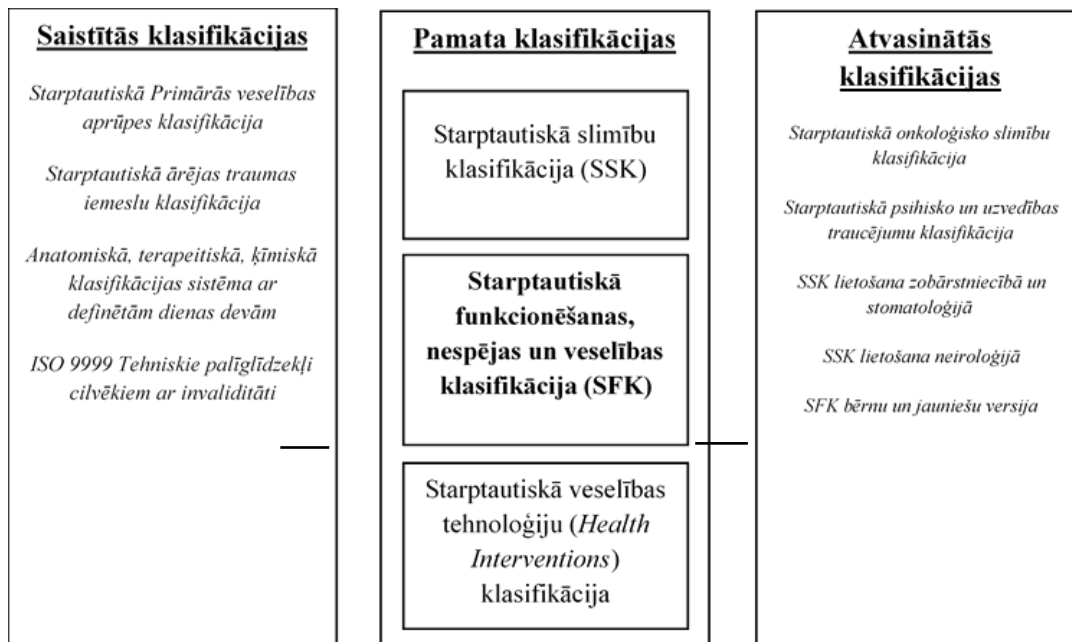 Saistītās klasifikācijas
Starptautiskā Primārās veselības
aprūpes klasifikācija
Starptautiskā ārējas traumas
iemeslu klasifikācija
Anatomiskā, terapeitiskā, ķīmiskā
klasifikācijas sistēma ar
definētām dienas devām
ISO 9999 Tehniskie palīglīdzekļi
cilvēkiem ar invaliditāti
Pamata klasifikācijas
Starptautiskā slimību
klasifikācija (SSK)
Starptautiskā
funkcionēšanas,
nespējas un veselības
klasifikācija (SFK)
Starptautiskā veselības
tehnoloģiju (Health
Interventions)
klasifikācija
Atvasinātās
klasifikācijas
Starptautiskā onkoloģisko slimību
klasifikācija
Starptautiskā psihisko un uzvedības
traucējumu klasifikācija
SSK lietošana zobārstniecībā un
stomatoloģijā
SSK lietošana neiroloģijā
SFK bērnu un jauniešu versija